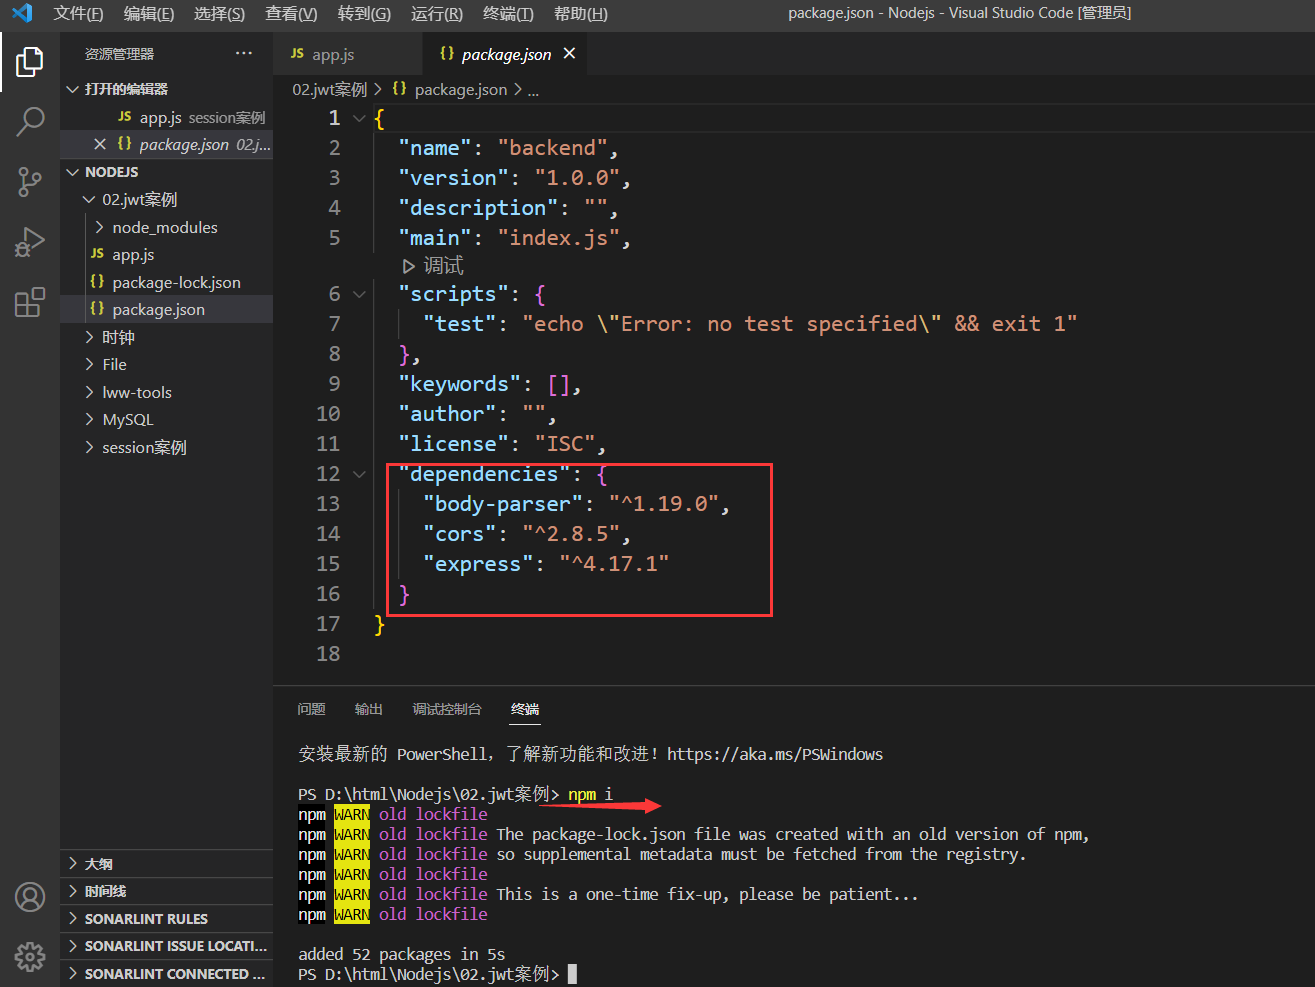 文件(F) 编辑(E) 选择(S) 查看(V) 转到(G) 运行(R) 终端(T) 帮助(H) package.json - Nodejs - Visual Studio Code [管理员]
资源管理器 ···
打开的编辑器
JS app.js session案例
{} package.json 02.j...
NODEJS
02.jwt案例
node_modules
JS app.js
{} package-lock.json
{} package.json
时钟
File
lww-tools
MySQL
session案例
大纲
时间线
SONARLINT RULES
SONARLINT ISSUE LOCATI...
SONARLINT CONNECTED ...
JS app.js {} package.json
02.jwt案例 > {} package.json > ...
1 {
2 "name": "backend",
3 "version": "1.0.0",
4 "description": "",
5 "main": "index.js",
调试
6 "scripts": {
7 "test": "echo \"Error: no test specified\" && exit 1"
8 },
9 "keywords": [],
10 "author": "",
11 "license": "ISC",
12 "dependencies": {
13 "body-parser": "^1.19.0",
14 "cors": "^2.8.5",
15 "express": "^4.17.1"
16 }
17 }
18
问题 输出 调试控制台 终端
安装最新的 PowerShell，了解新功能和改进！https://aka.ms/PSWindows
PS D:\html\Nodejs\02.jwt案例> npm i
npm WARN old lockfile
npm WARN old lockfile The package-lock.json file was created with an old version of npm,
npm WARN old lockfile so supplemental metadata must be fetched from the registry.
npm WARN old lockfile
npm WARN old lockfile This is a one-time fix-up, please be patient...
npm WARN old lockfile
added 52 packages in 5s
PS D:\html\Nodejs\02.jwt案例>